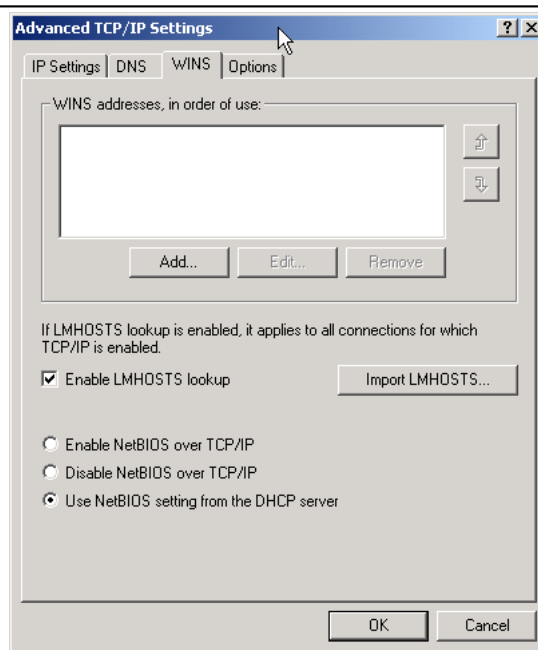 Advanced TCP/IP Settings
IP Settings DNS WINS Options
WINS addresses, in order of use:
Add... Edit... Remove
If LMHOSTS lookup is enabled, it applies to all connections for which
TCP/IP is enabled.
Enable LMHOSTS lookup Import LMHOSTS...
Enable NetBIOS over TCP/IP
Disable NetBIOS over TCP/IP
Use NetBIOS setting from the DHCP server
OK Cancel